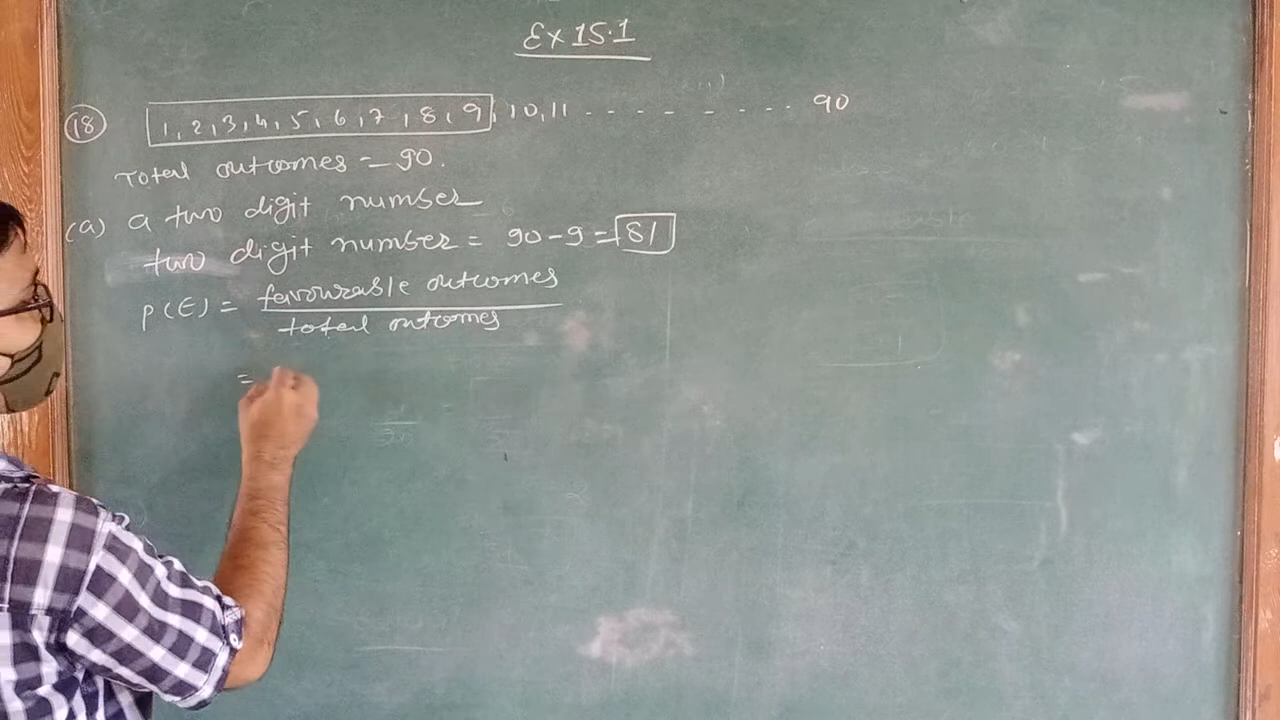 Ex 15.1
(18) 1, 2, 3, 4, 5, 6, 7, 8, 9, 10, 11 - - - - - - - - - 90
Total outcomes = 90.
(a) a two digit number
two digit number = 90 - 9 = 81
P(E) = favourable outcomes
total outcomes
=